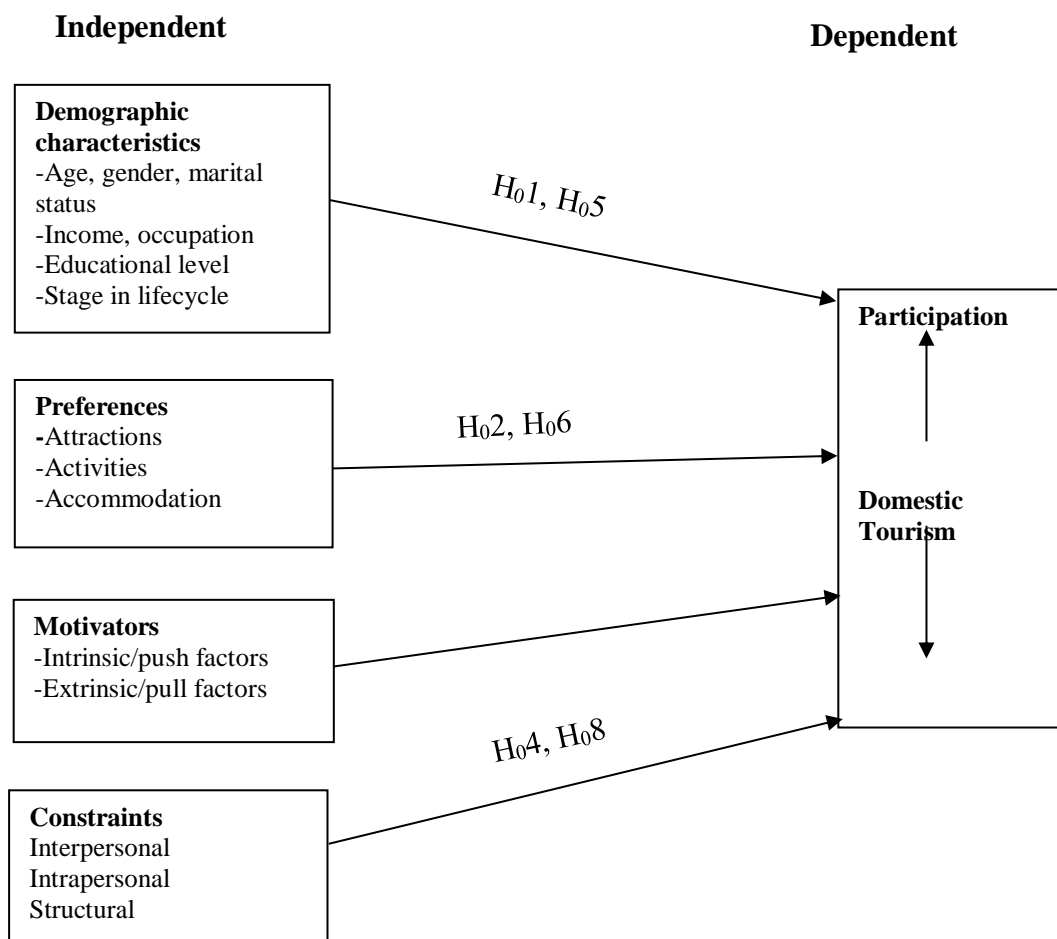 Independent
Dependent
Demographic
characteristics
-Age, gender, marital
status
-Income, occupation
-Educational level
-Stage in lifecycle
H₀1, H₀5
Participation
Preferences
-Attractions
-Activities
-Accommodation
H₀2, H₀6
Domestic
Tourism
Motivators
-Intrinsic/push factors
-Extrinsic/pull factors
H₀4, H₀8
Constraints
Interpersonal
Intrapersonal
Structural